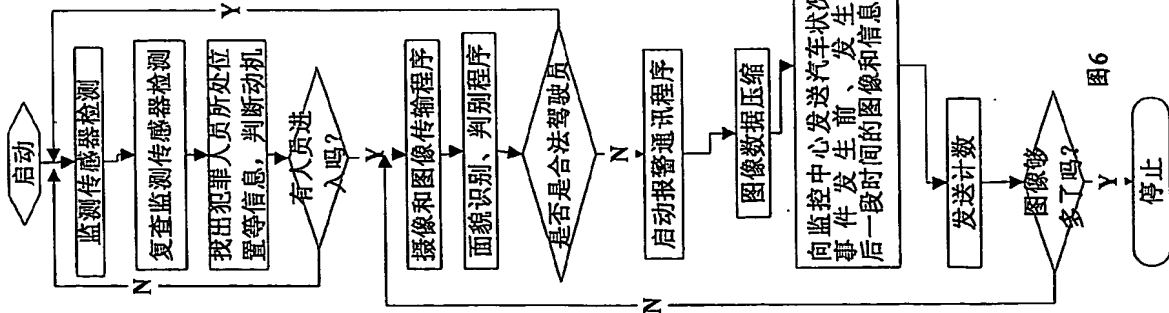 启动
监测传感器检测
复查监测传感器检测
找出犯罪人员所处位
置等信息，判断动机
有人员进
入吗？
N
Y
摄像和图像传输程序
面貌识别、判别程序
是否是合法驾驶员
Y
N
启动报警通讯程序
图像数据压缩
向监控中心发送汽车状况
事件发生前、发生
后一段时间的图像和信息
发送计数
图像够
多了吗？
N
Y
停止
图6